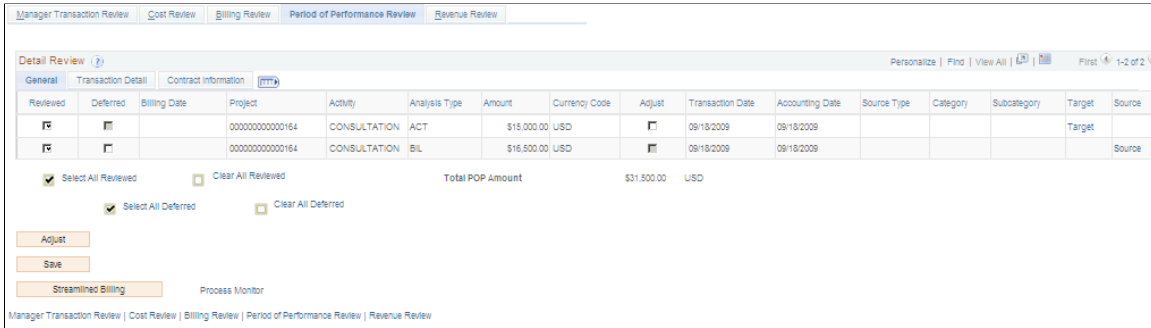 Manager Transaction Review Cost Review Billing Review Period of Performance Review Revenue Review
Detail Review Personalize | Find | View All | | First 1-2 of 2
General Transaction Detail Contract Information
Reviewed Deferred Billing Date Project Activity Analysis Type Amount Currency Code Adjust Transaction Date Accounting Date Source Type Category Subcategory Target Source
000000000000164 CONSULTATION ACT $15,000.00 USD 09/18/2009 09/18/2009 Target
000000000000164 CONSULTATION BIL $16,500.00 USD 09/18/2009 09/18/2009 Source
Select All Reviewed Clear All Reviewed Total POP Amount $31,500.00 USD
Select All Deferred Clear All Deferred
Adjust
Save
Streamlined Billing Process Monitor
Manager Transaction Review | Cost Review | Billing Review | Period of Performance Review | Revenue Review